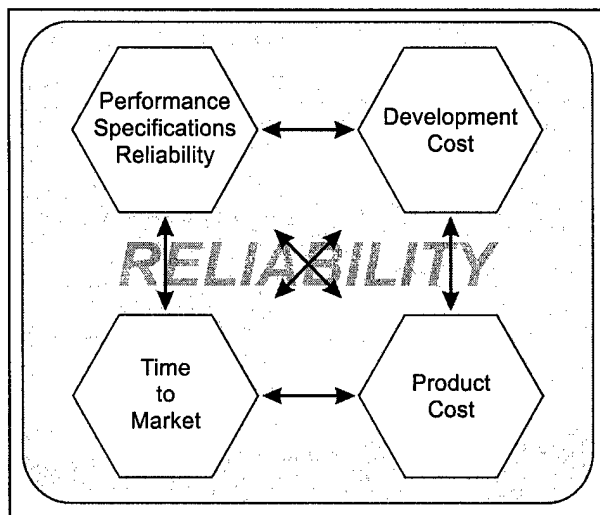 Performance
Specifications
Reliability
Development
Cost
RELIABILITY
Time
to
Market
Product
Cost